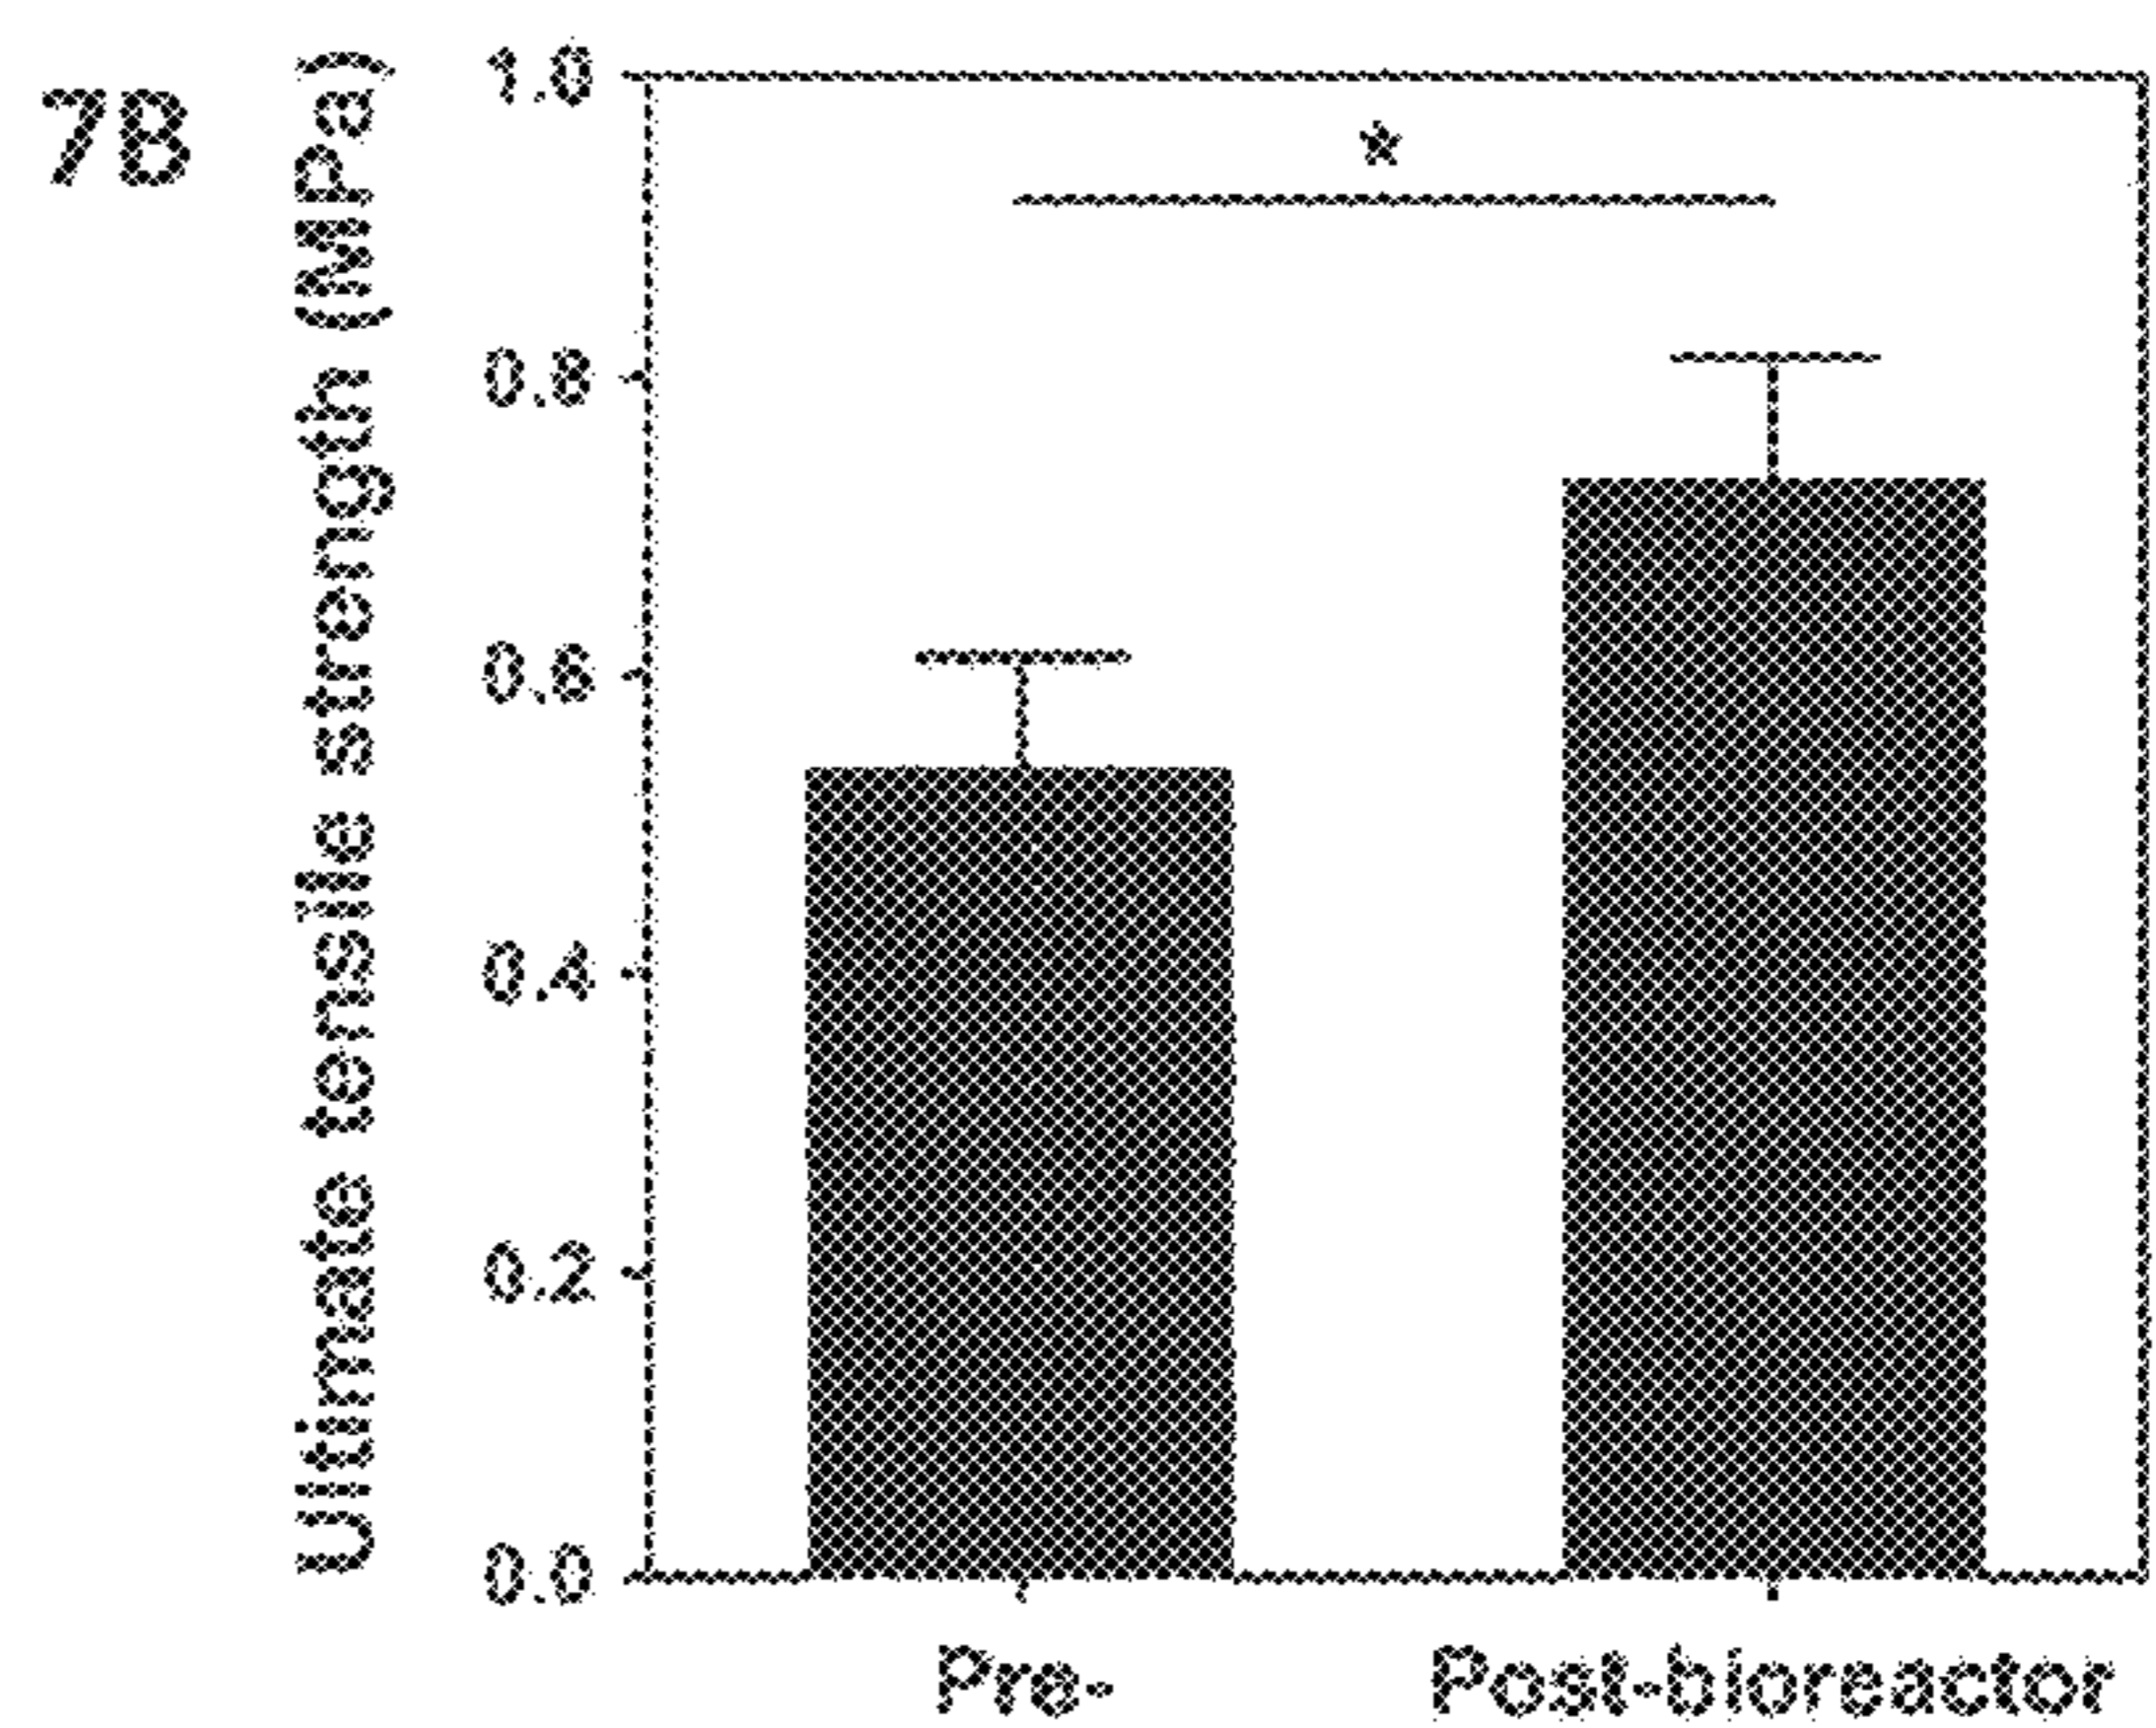 7B
Ultimate tensile strength (MPa)
1.0
0.8
0.6
0.4
0.2
0.0
*
Pre-
Post-bioreactor